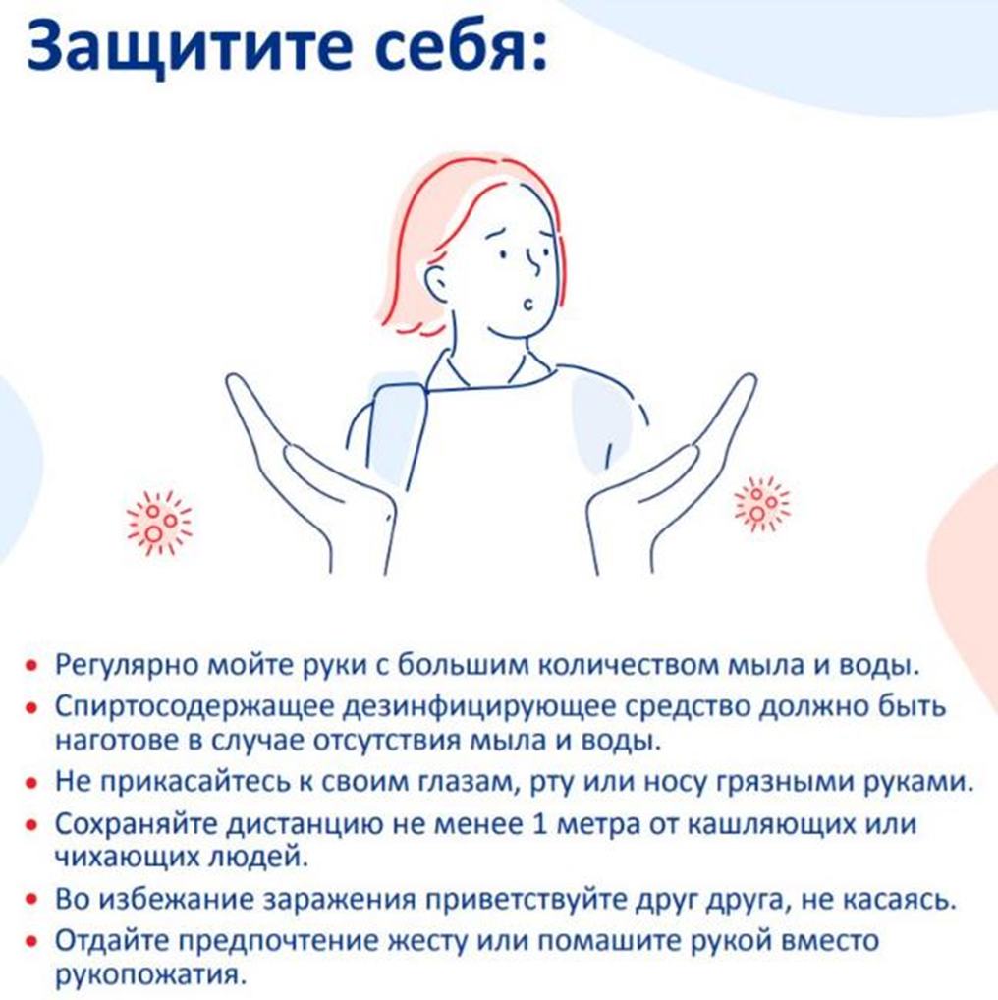 Защитите себя:
• Регулярно мойте руки с большим количеством мыла и воды.
• Спиртосодержащее дезинфицирующее средство должно быть
наготове в случае отсутствия мыла и воды.
• Не прикасайтесь к своим глазам, рту или носу грязными руками.
• Сохраняйте дистанцию не менее 1 метра от кашляющих или
чихающих людей.
• Во избежание заражения приветствуйте друг друга, не касаясь.
• Отдайте предпочтение жесту или помашите рукой вместо
рукопожатия.